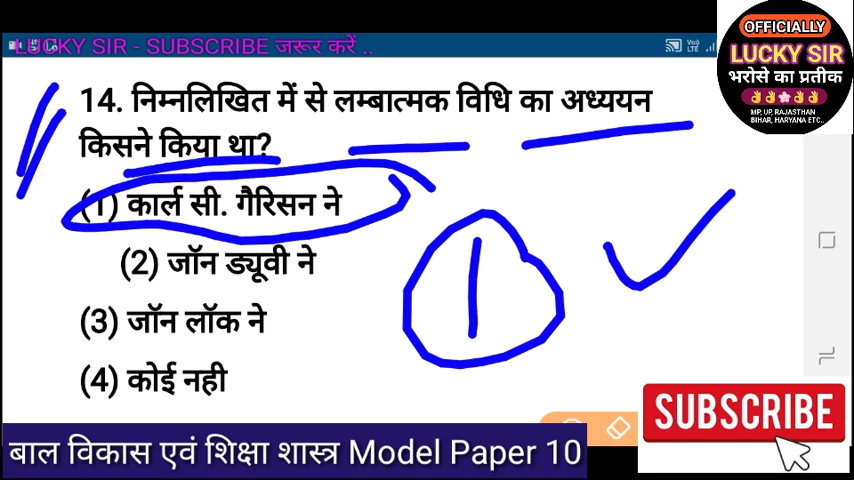 LUCKY SIR - SUBSCRIBE जरूर करें ..
OFFICIALLY
LUCKY SIR
भरोसे का प्रतीक
MP, UP, RAJASTHAN
BIHAR, HARYANA ETC..
14. निम्नलिखित में से लम्बात्मक विधि का अध्ययन
किसने किया था?
(1) कार्ल सी. गैरिसन ने
(2) जॉन ड्यूवी ने
(3) जॉन लॉक ने
(4) कोई नही
1
SUBSCRIBE
बाल विकास एवं शिक्षा शास्त्र Model Paper 10